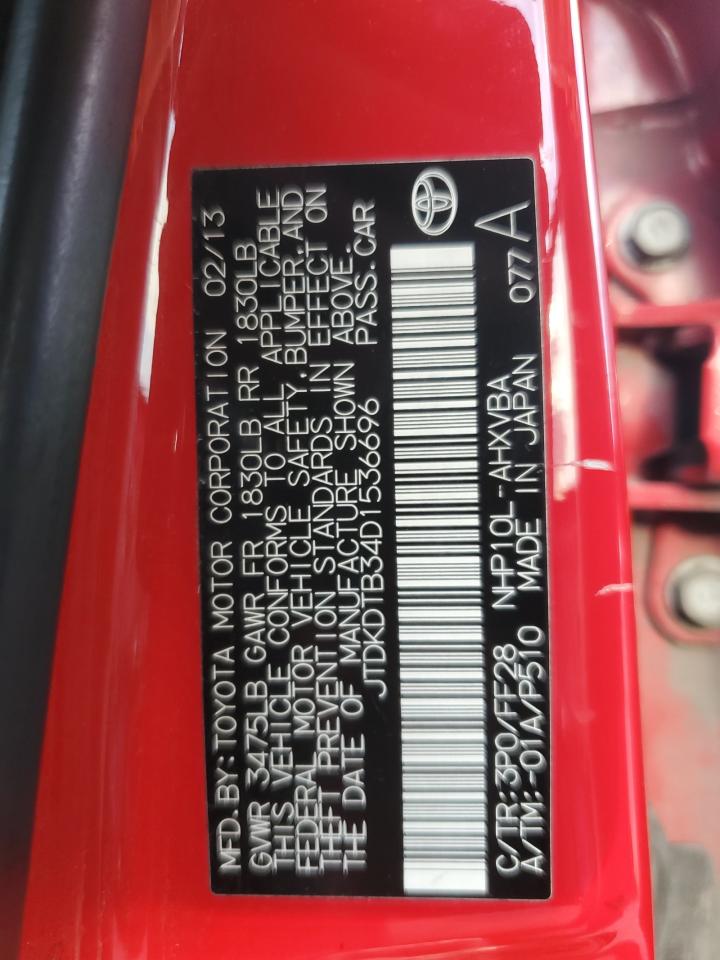 MFD.BY:TOYOTA MOTOR CORPORATION 02/13
GVWR 3475LB GAWR FR 1830LB RR 1830LB
THIS VEHICLE CONFORMS TO ALL APPLICABLE
FEDERAL MOTOR VEHICLE SAFETY,BUMPER,AND
THEFT PREVENTION STANDARDS IN EFFECT ON
THE DATE OF MANUFACTURE SHOWN ABOVE.
JTDKDTB34D1536696 PASS.CAR
C/TR:3P0/FF28 NHP10L-AHXVBA 077 A
A/TM:-01A/P510 MADE IN JAPAN